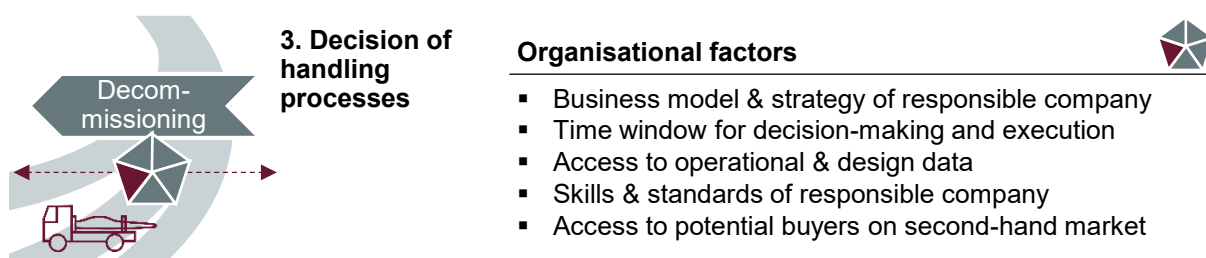 Decom-
missioning
3. Decision of
handling
processes
Organisational factors
▪ Business model & strategy of responsible company
▪ Time window for decision-making and execution
▪ Access to operational & design data
▪ Skills & standards of responsible company
▪ Access to potential buyers on second-hand market